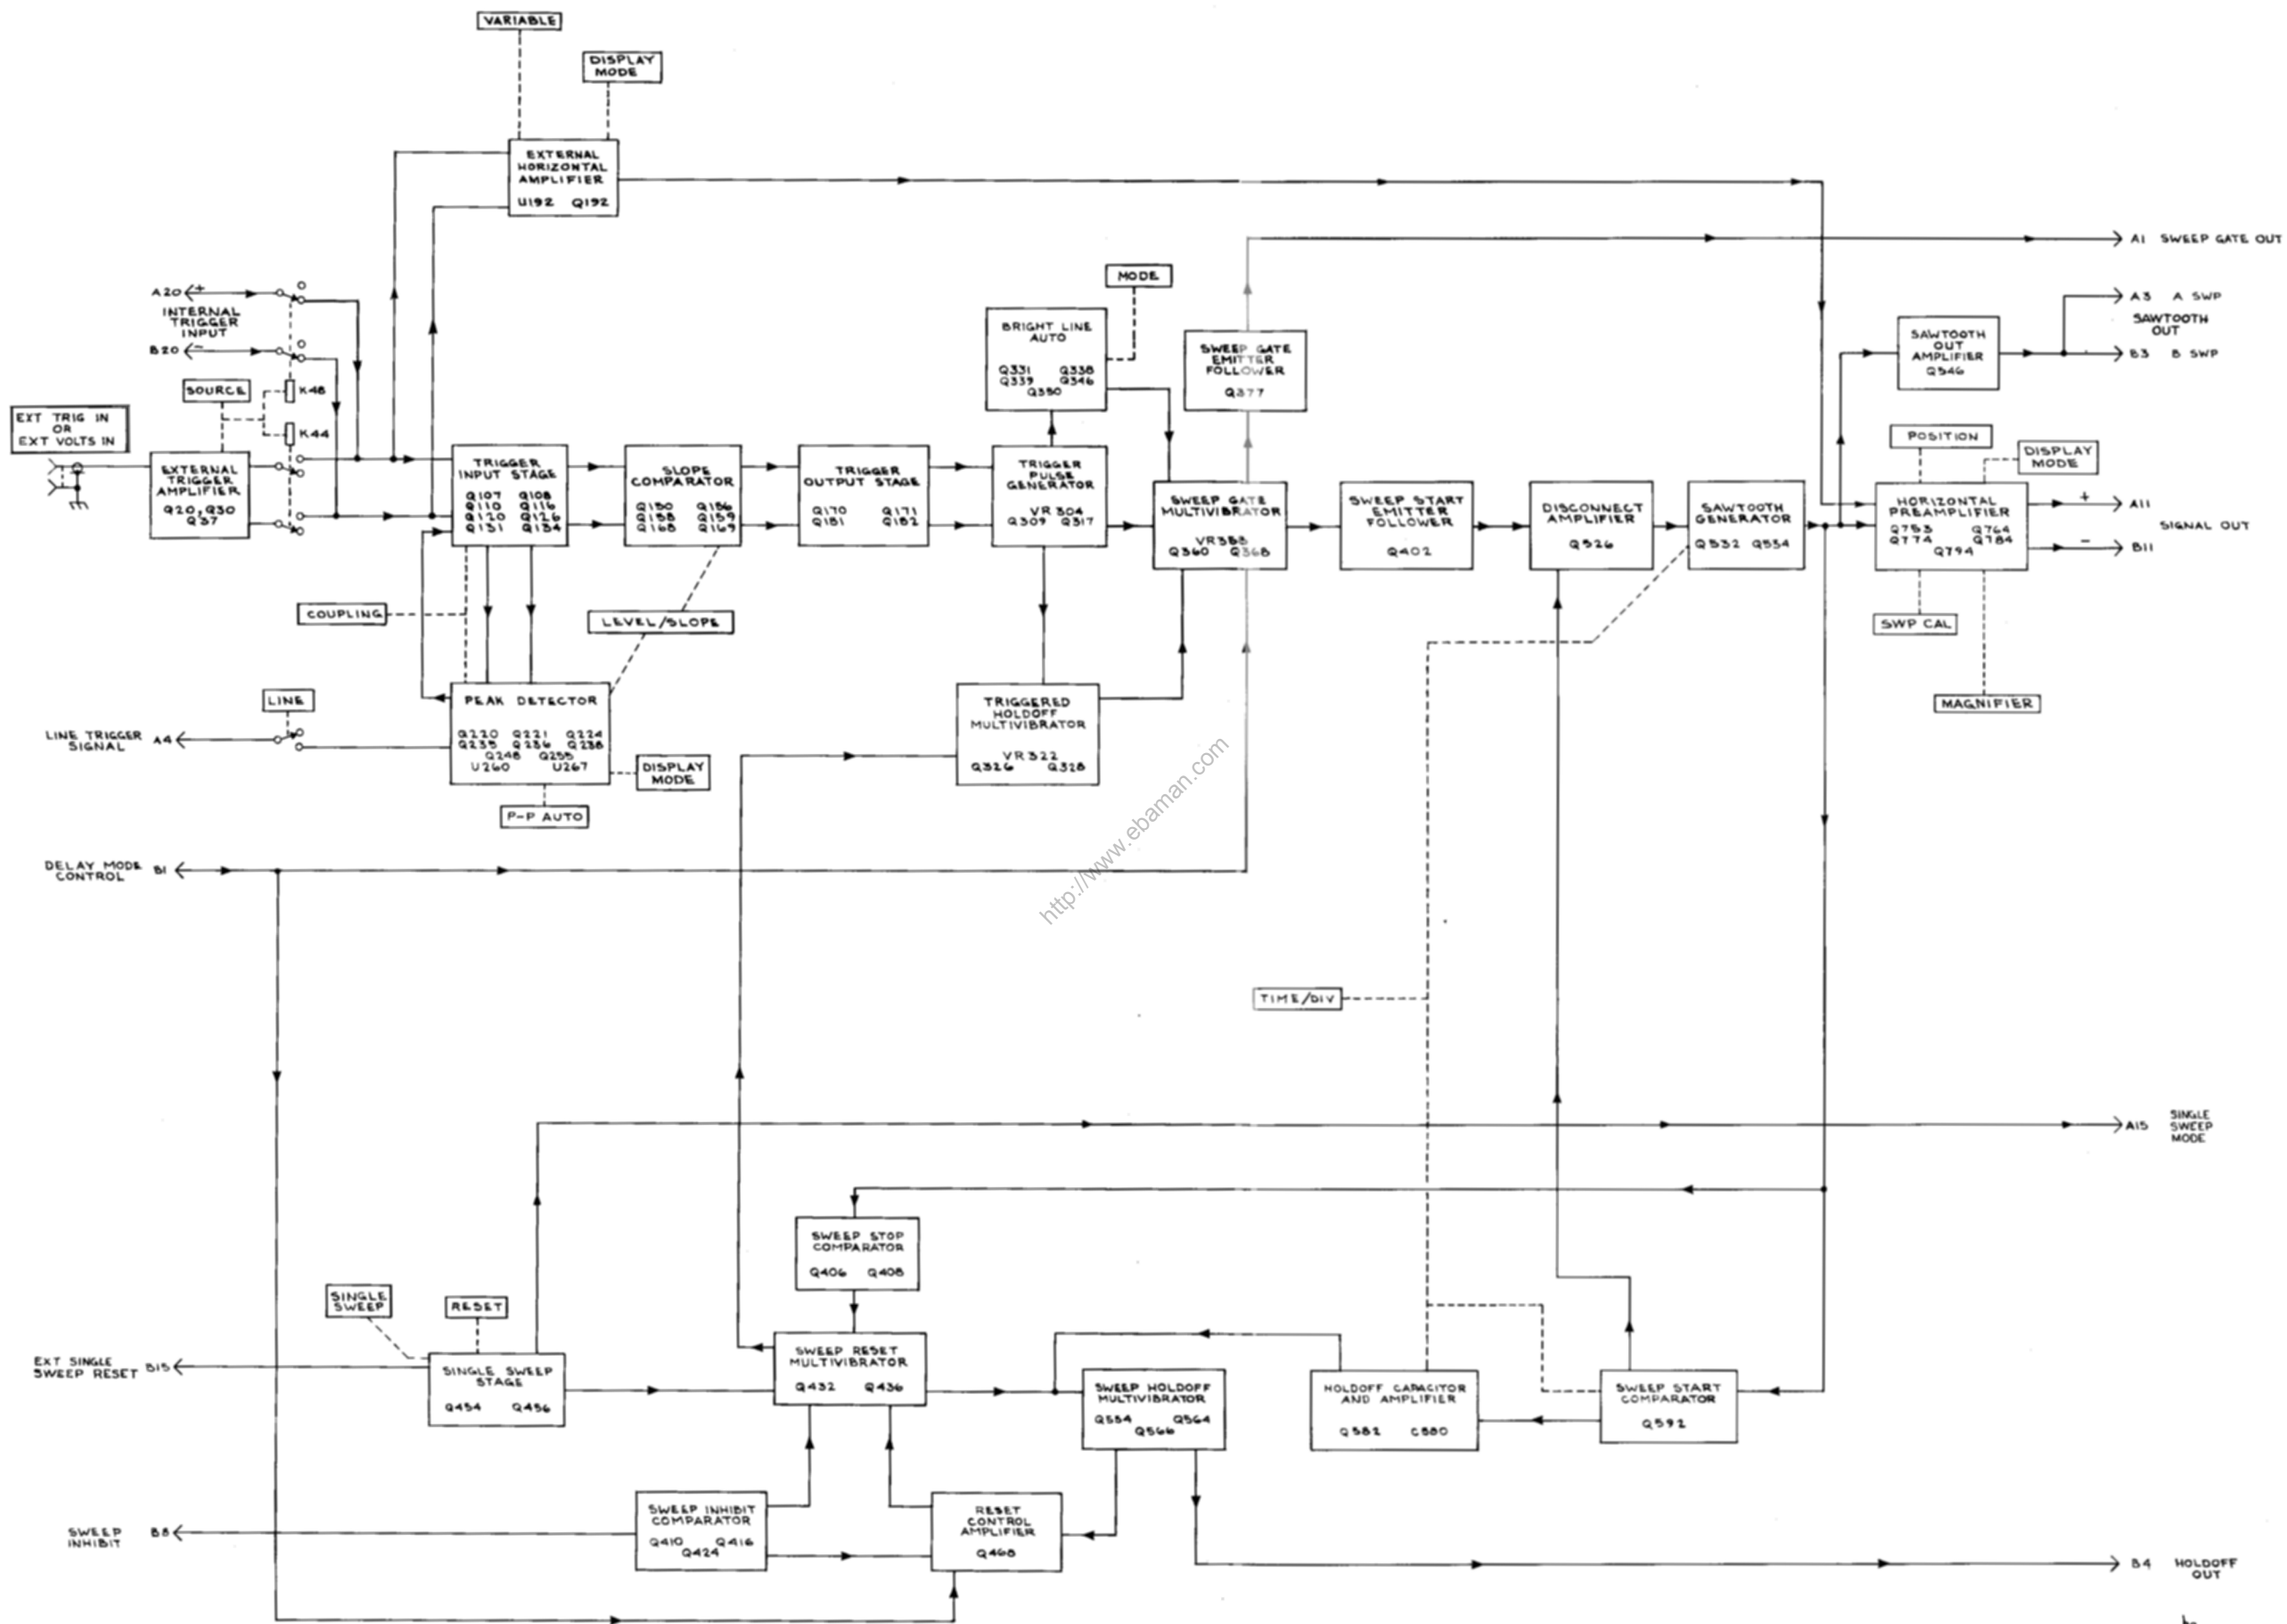 VARIABLE
DISPLAY
MODE
EXTERNAL
HORIZONTAL
AMPLIFIER
U192 Q192
A20 +
INTERNAL
TRIGGER
INPUT
B20 -
SOURCE
K48
K44
EXT TRIG IN
OR
EXT VOLTS IN
EXTERNAL
TRIGGER
AMPLIFIER
Q20, Q30
Q37
TRIGGER
INPUT STAGE
Q107 Q108
Q110 Q116
Q120 Q126
Q131 Q134
SLOPE
COMPARATOR
Q150 Q156
Q158 Q159
Q168 Q169
TRIGGER
OUTPUT STAGE
Q170 Q171
Q181 Q182
MODE
BRIGHT LINE
AUTO
Q331 Q338
Q339 Q346
Q350
SWEEP GATE
EMITTER
FOLLOWER
Q377
TRIGGER
PULSE
GENERATOR
VR304
Q309 Q317
SWEEP GATE
MULTIVIBRATOR
Q360 Q368
SWEEP START
EMITTER
FOLLOWER
Q402
DISCONNECT
AMPLIFIER
Q526
SAWTOOTH
GENERATOR
Q532 Q534
A1 SWEEP GATE OUT
A3 A SWP
SAWTOOTH
OUT
B3 B SWP
SAWTOOTH
OUT
AMPLIFIER
Q546
POSITION
DISPLAY
MODE
HORIZONTAL
PREAMPLIFIER
Q753 Q764
Q774 Q784
Q794
+ A11
SIGNAL OUT
- B11
SWP CAL
MAGNIFIER
COUPLING
LEVEL/SLOPE
LINE
LINE TRIGGER
SIGNAL A4
PEAK DETECTOR
Q220 Q221 Q224
Q235 Q236 Q238
Q248 Q255
U260 U267
DISPLAY
MODE
P-P AUTO
TRIGGERED
HOLDOFF
MULTIVIBRATOR
VR322
Q326 Q328
DELAY MODE
CONTROL B1
http://www.ebaman.com
TIME/DIV
A15 SINGLE
SWEEP
MODE
SWEEP STOP
COMPARATOR
Q406 Q408
SINGLE
SWEEP
RESET
EXT SINGLE
SWEEP RESET B15
SINGLE SWEEP
STAGE
Q454 Q456
SWEEP RESET
MULTIVIBRATOR
Q432 Q436
SWEEP HOLDOFF
MULTIVIBRATOR
Q554 Q564
Q566
HOLDOFF CAPACITOR
AND AMPLIFIER
Q582 C580
SWEEP START
COMPARATOR
Q592
SWEEP
INHIBIT B8
SWEEP INHIBIT
COMPARATOR
Q410 Q416
Q424
RESET
CONTROL
AMPLIFIER
Q468
B4 HOLDOFF
OUT